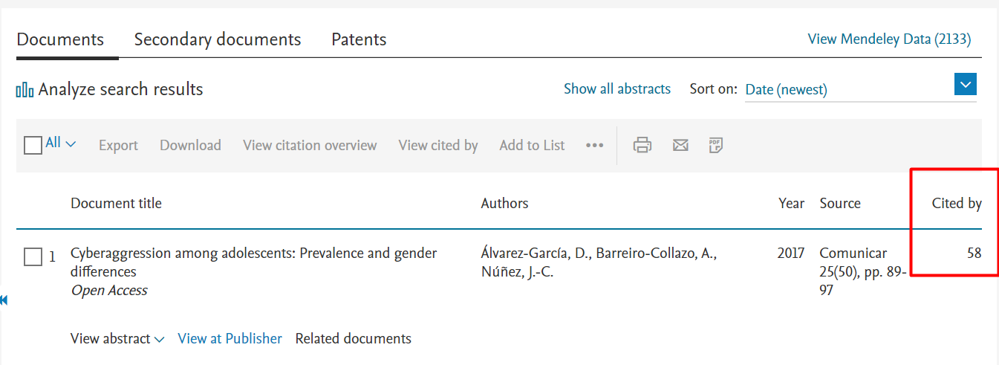 Documents Secondary documents Patents View Mendeley Data (2133)
Analyze search results Show all abstracts Sort on: Date (newest)
All Export Download View citation overview View cited by Add to List ••• PDF
Document title Authors Year Source Cited by
1 Cyberaggression among adolescents: Prevalence and gender Álvarez-García, D., Barreiro-Collazo, A., 2017 Comunicar 58
differences Núñez, J.-C. 25(50), pp. 89-
Open Access 97
View abstract View at Publisher Related documents